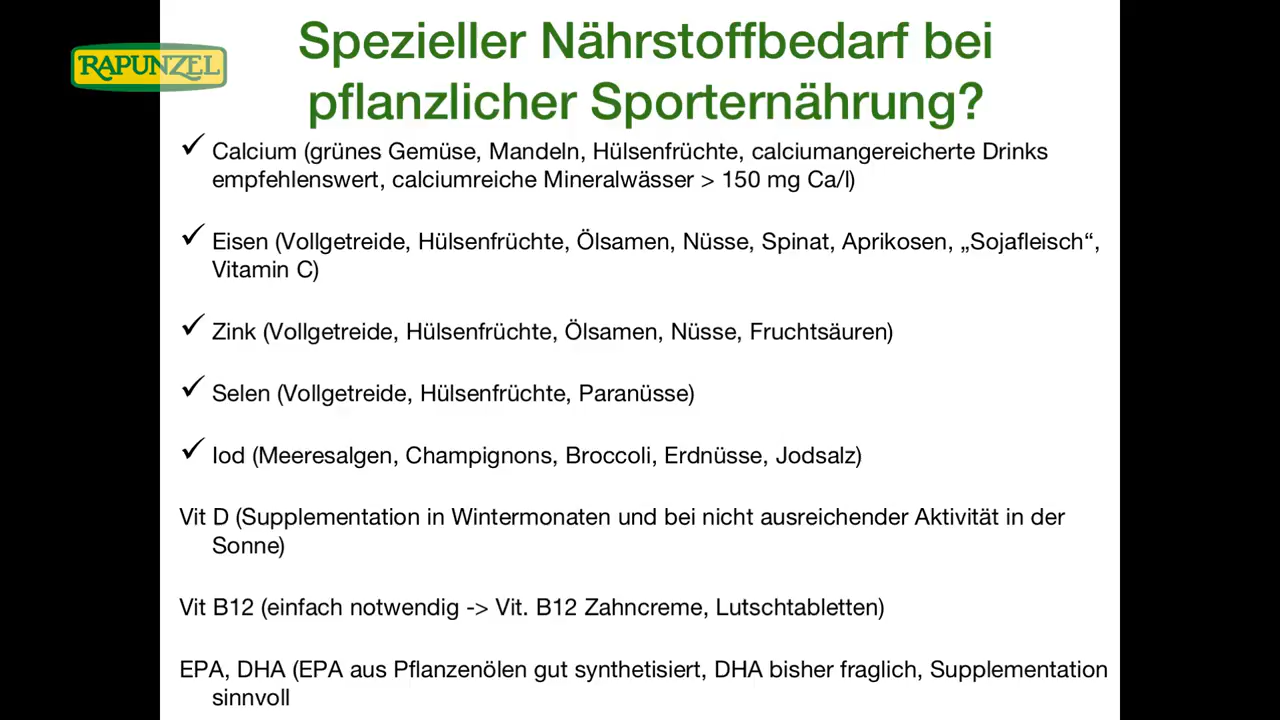 RAPUNZEL
Spezieller Nährstoffbedarf bei
pflanzlicher Sporternährung?
✓ Calcium (grünes Gemüse, Mandeln, Hülsenfrüchte, calciumangereicherte Drinks
empfehlenswert, calciumreiche Mineralwässer > 150 mg Ca/l)
✓ Eisen (Vollgetreide, Hülsenfrüchte, Ölsamen, Nüsse, Spinat, Aprikosen, „Sojafleisch“,
Vitamin C)
✓ Zink (Vollgetreide, Hülsenfrüchte, Ölsamen, Nüsse, Fruchtsäuren)
✓ Selen (Vollgetreide, Hülsenfrüchte, Paranüsse)
✓ Iod (Meeresalgen, Champignons, Broccoli, Erdnüsse, Jodsalz)
Vit D (Supplementation in Wintermonaten und bei nicht ausreichender Aktivität in der
Sonne)
Vit B12 (einfach notwendig -> Vit. B12 Zahncreme, Lutschtabletten)
EPA, DHA (EPA aus Pflanzenölen gut synthetisiert, DHA bisher fraglich, Supplementation
sinnvoll